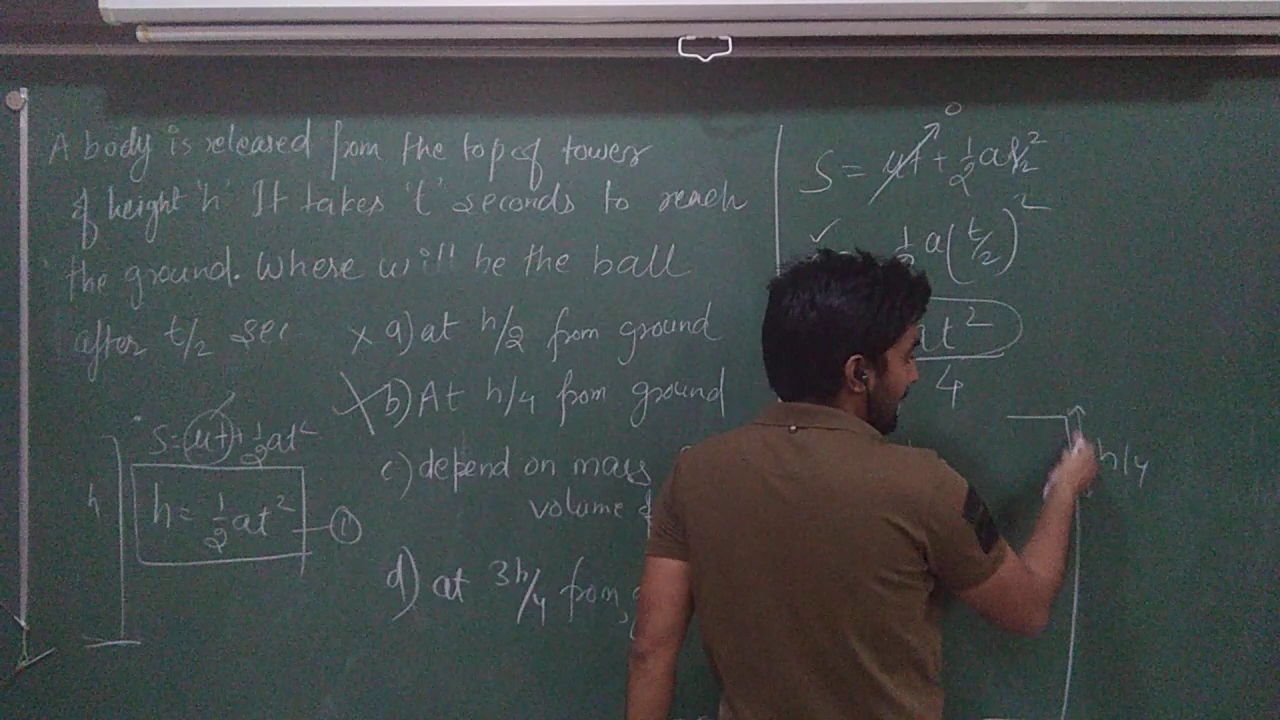 A body is released from the top of tower
of height 'h' It takes 't' seconds to reach
the ground. Where will be the ball
after t/2 sec
x a) at h/2 from ground
X b) At h/4 from ground
c) depend on mass
volume
d) at 3h/4 from
S = ut + 1/2 at²
h
h = 1/2 at² — ①
0
S = ut + 1/2 a
✓ 1/2 a(t/2)²
at²
4
h/4